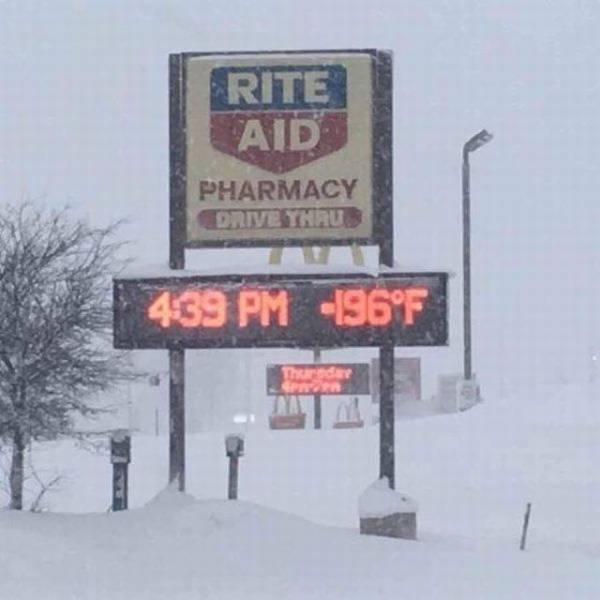 RITE
AID
PHARMACY
DRIVE THRU
4:39 PM -196°F
Thursday